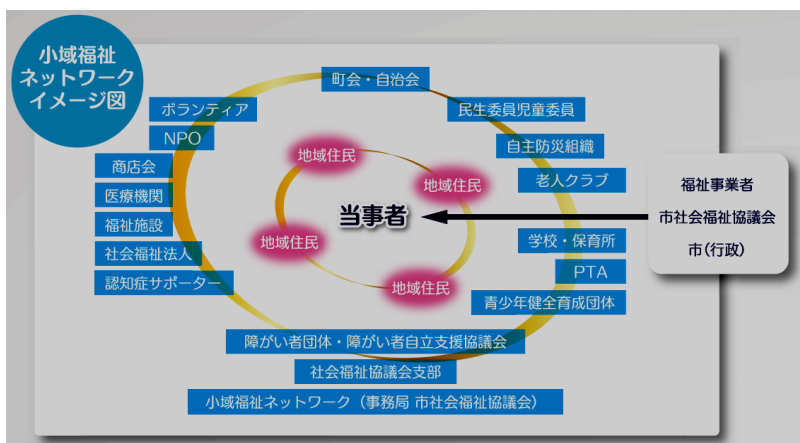 小域福祉
ネットワーク
イメージ図
町会・自治会
ボランティア
NPO
商店会
医療機関
福祉施設
社会福祉法人
認知症サポーター
民生委員児童委員
自主防災組織
老人クラブ
学校・保育所
PTA
青少年健全育成団体
地域住民
地域住民
地域住民
地域住民
当事者
福祉事業者
市社会福祉協議会
市(行政)
障がい者団体・障がい者自立支援協議会
社会福祉協議会支部
小域福祉ネットワーク（事務局 市社会福祉協議会）